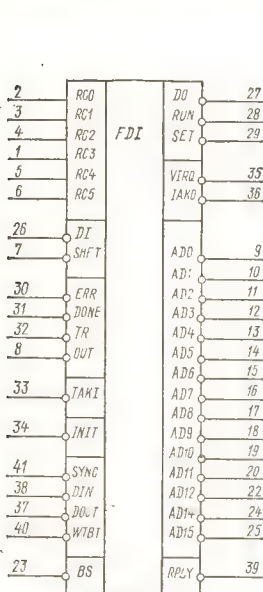 2 RC0 FDI DO 27
3 RC1 RUN 28
4 RC2 SET 29
1 RC3
5 RC4 VIRQ 35
6 RC5 IAKO 36
26 DI
7 SHFT AD0 9
AD1 10
30 ERR AD2 11
31 DONE AD3 12
32 TR AD4 13
8 OUT AD5 14
AD6 15
33 IAKI AD7 16
AD8 17
34 INIT AD9 18
AD10 19
41 SYNC AD11 20
38 DIN AD12 22
37 DOUT AD14 24
40 WTBT AD15 25
23 BS RPLY 39